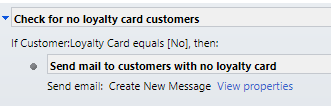 Check for no loyalty card customers
If Customer:Loyalty Card equals [No], then:
Send mail to customers with no loyalty card
Send email: Create New Message View properties